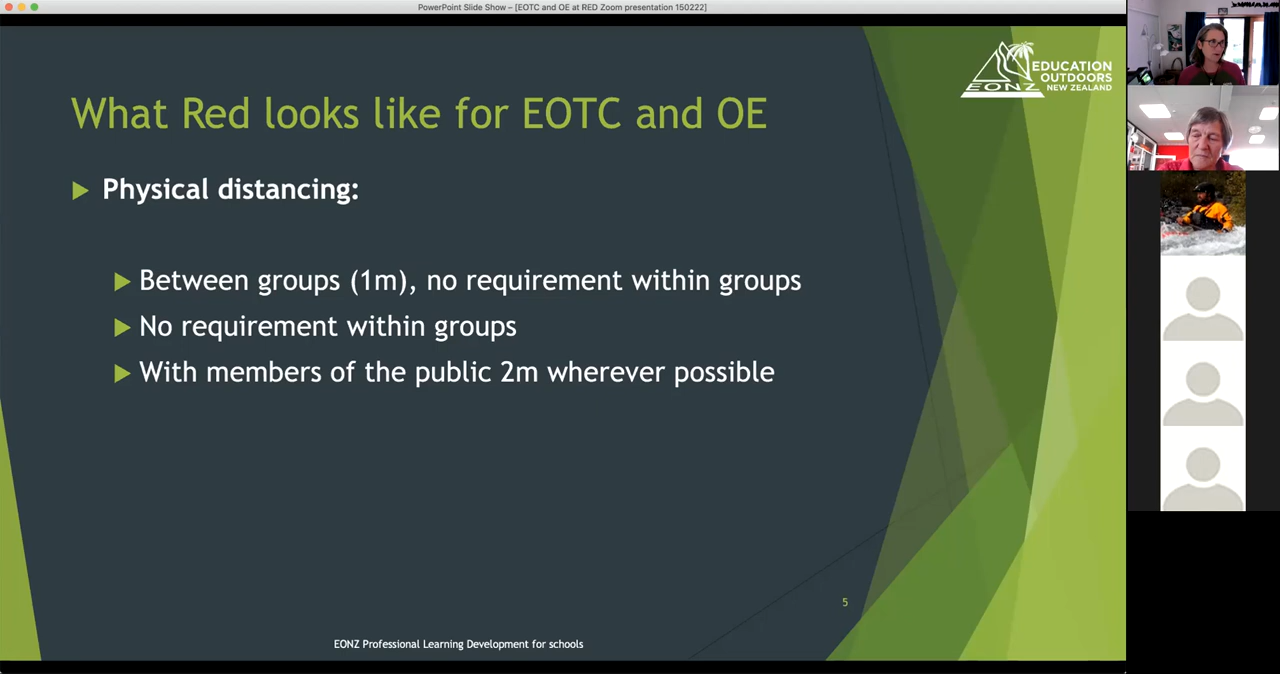 PowerPoint Slide Show – [EOTC and OE at RED Zoom presentation 150222]
EONZ
EDUCATION
OUTDOORS
NEW ZEALAND
What Red looks like for EOTC and OE
Physical distancing:
Between groups (1m), no requirement within groups
No requirement within groups
With members of the public 2m wherever possible
5
EONZ Professional Learning Development for schools